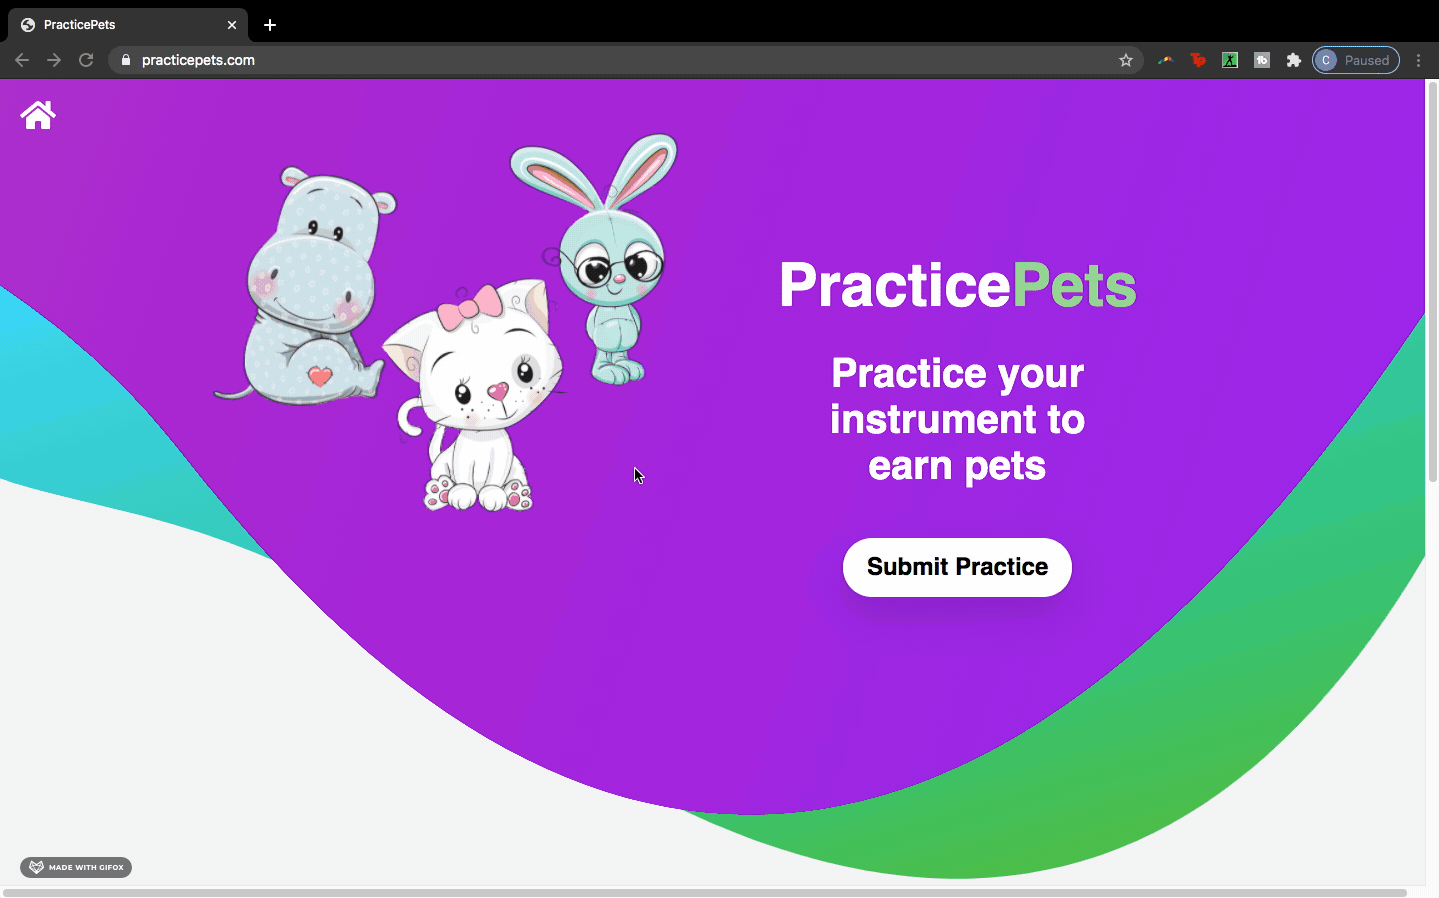 PracticePets
practicepets.com
C Paused
PracticePets
Practice your
instrument to
earn pets
Submit Practice
MADE WITH GIFOX